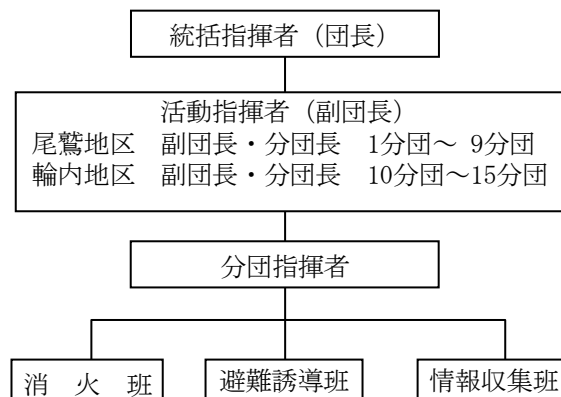 統括指揮者（団長）
活動指揮者（副団長）
尾鷲地区　副団長・分団長　1分団～ 9分団
輪内地区　副団長・分団長　10分団～15分団
分団指揮者
消　火　班
避難誘導班
情報収集班